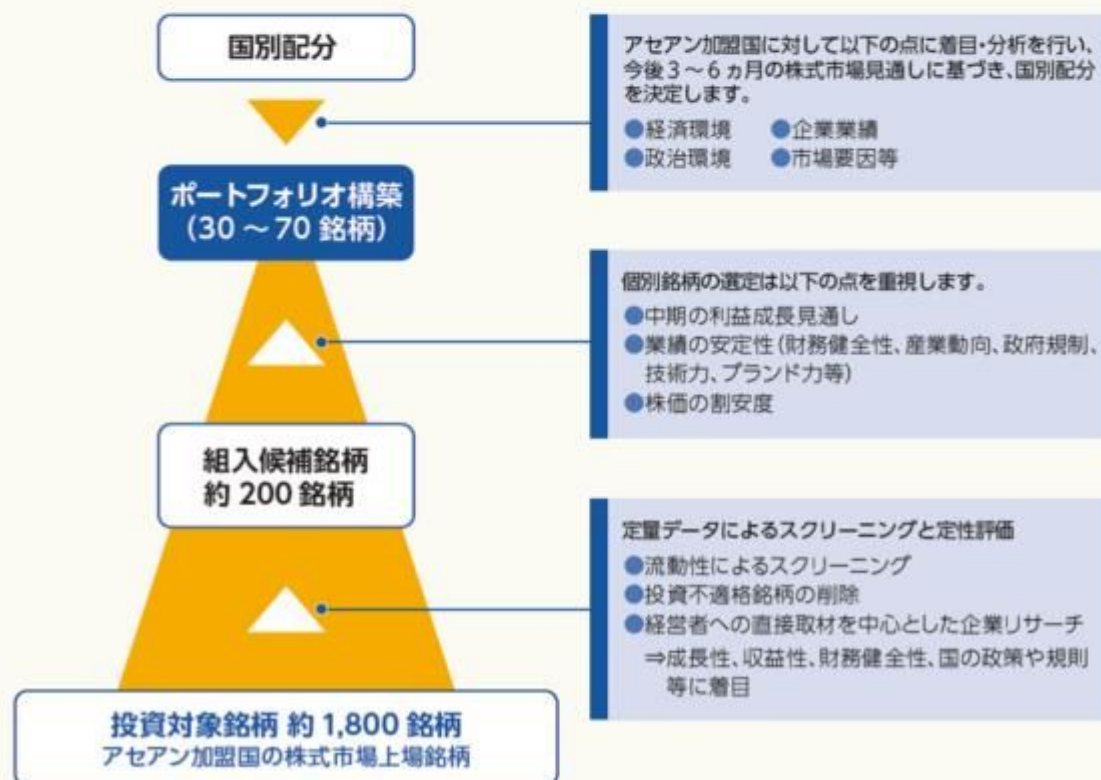 国別配分
アセアン加盟国に対して以下の点に着目・分析を行い、
今後3～6ヵ月の株式市場見通しに基づき、国別配分
を決定します。
●経済環境 ●企業業績
●政治環境 ●市場要因等
ポートフォリオ構築
（30～70銘柄）
個別銘柄の選定は以下の点を重視します。
●中期の利益成長見通し
●業績の安定性（財務健全性、産業動向、政府規制、
技術力、ブランド力等）
●株価の割安度
組入候補銘柄
約200銘柄
定量データによるスクリーニングと定性評価
●流動性によるスクリーニング
●投資不適格銘柄の削除
●経営者への直接取材を中心とした企業リサーチ
⇒成長性、収益性、財務健全性、国の政策や規則
等に着目
投資対象銘柄 約1,800銘柄
アセアン加盟国の株式市場上場銘柄